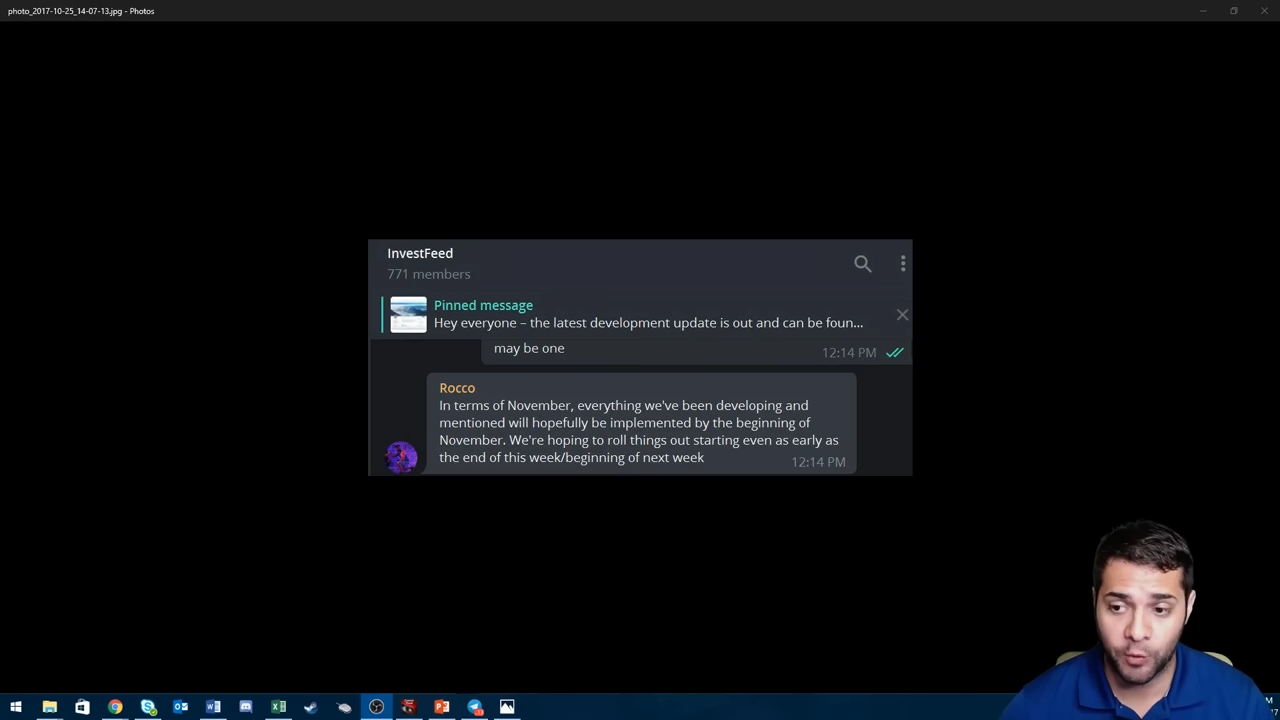 photo_2017-10-25_14-07-13.jpg - Photos
InvestFeed
771 members
Pinned message
Hey everyone – the latest development update is out and can be foun...
may be one
12:14 PM
Rocco
In terms of November, everything we've been developing and
mentioned will hopefully be implemented by the beginning of
November. We're hoping to roll things out starting even as early as
the end of this week/beginning of next week
12:14 PM